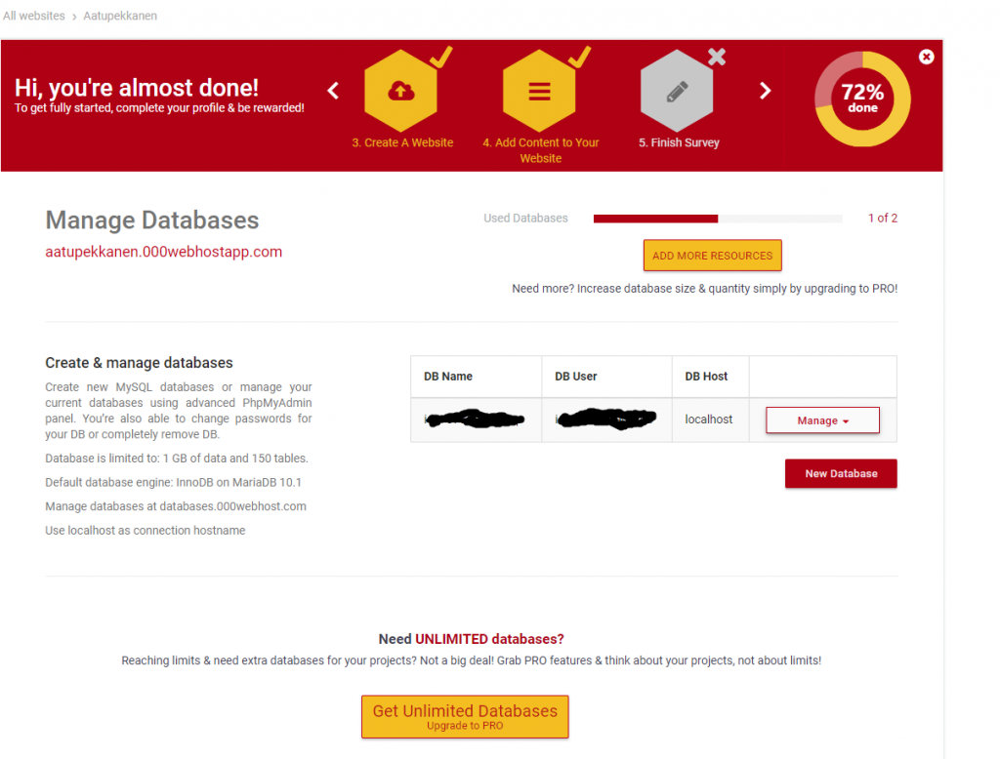 All websites › Aatupekkanen
Hi, you're almost done!
To get fully started, complete your profile & be rewarded!
3. Create A Website
4. Add Content to Your
Website
5. Finish Survey
72%
done
Manage Databases
aatupekkanen.000webhostapp.com
Used Databases
1 of 2
ADD MORE RESOURCES
Need more? Increase database size & quantity simply by upgrading to PRO!
Create & manage databases
Create new MySQL databases or manage your
current databases using advanced PhpMyAdmin
panel. You're also able to change passwords for
your DB or completely remove DB.
Database is limited to: 1 GB of data and 150 tables.
Default database engine: InnoDB on MariaDB 10.1
Manage databases at databases.000webhost.com
Use localhost as connection hostname
DB Name DB User DB Host
localhost Manage
New Database
Need UNLIMITED databases?
Reaching limits & need extra databases for your projects? Not a big deal! Grab PRO features & think about your projects, not about limits!
Get Unlimited Databases
Upgrade to PRO